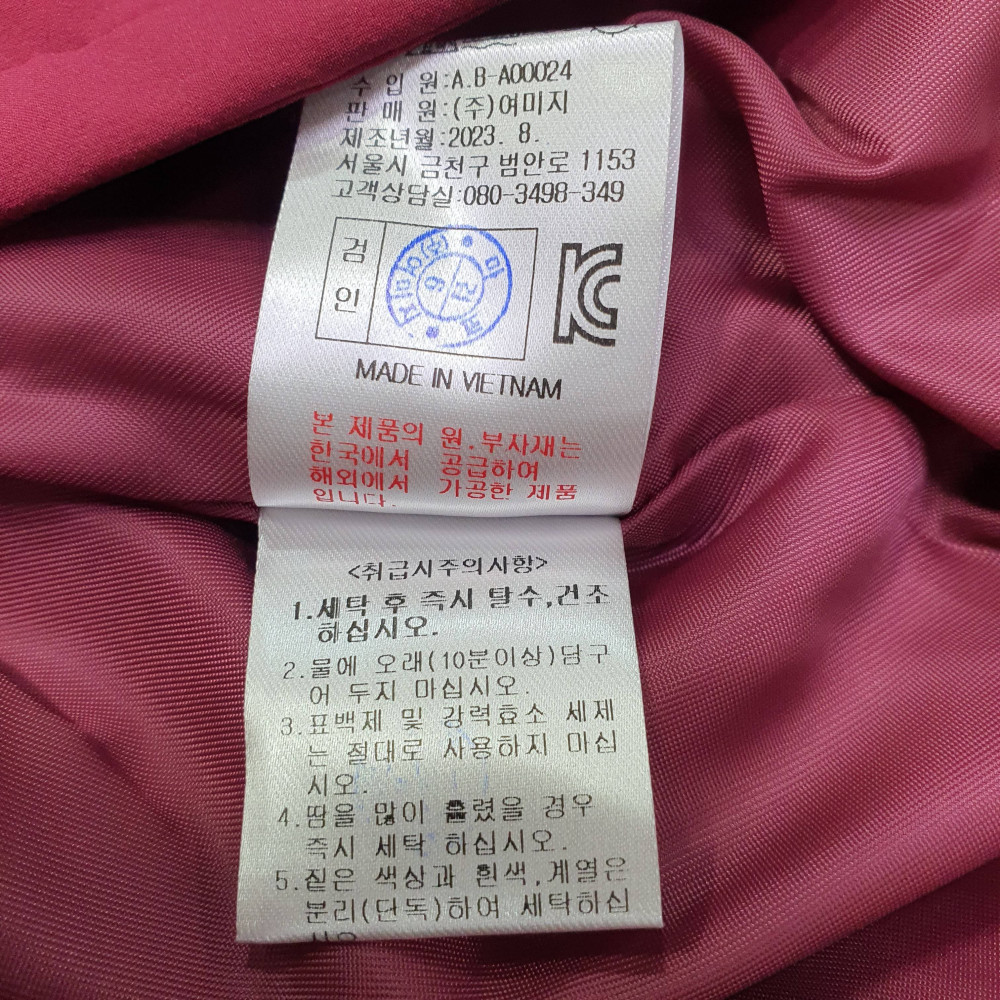 수 입 원:A.B-A00024
판 매 원:(주)여미지
제조년월:2023. 8.
서울시 금천구 범안로 1153
고객상담실:080-3498-349
검
인
MADE IN VIETNAM
본 제품의 원.부자재는
한국에서 공급하여
해외에서 가공한 제품
입니다.
<취급시주의사항>
1.세탁 후 즉시 탈수,건조
하십시오.
2.물에 오래(10분이상)담구
어 두지 마십시오.
3.표백제 및 강력효소 세제
는 절대로 사용하지 마십
시오.
4.땀을 많이 흘렸을 경우
즉시 세탁 하십시오.
5.짙은 색상과 흰색,계열은
분리(단독)하여 세탁하십
시오